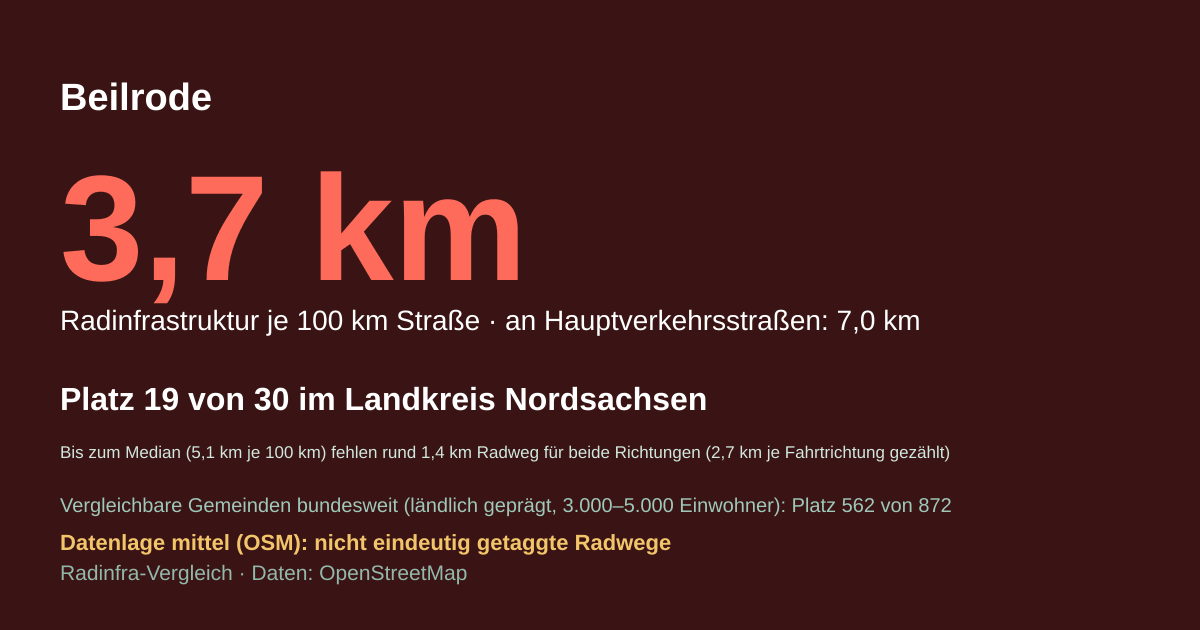 Beilrode
3,7 km
Radinfrastruktur je 100 km Straße · an Hauptverkehrsstraßen: 7,0 km
Platz 19 von 30 im Landkreis Nordsachsen
Bis zum Median (5,1 km je 100 km) fehlen rund 1,4 km Radweg für beide Richtungen (2,7 km je Fahrtrichtung gezählt)
Vergleichbare Gemeinden bundesweit (ländlich geprägt, 3.000–5.000 Einwohner): Platz 562 von 872
Datenlage mittel (OSM): nicht eindeutig getaggte Radwege
Radinfra-Vergleich · Daten: OpenStreetMap